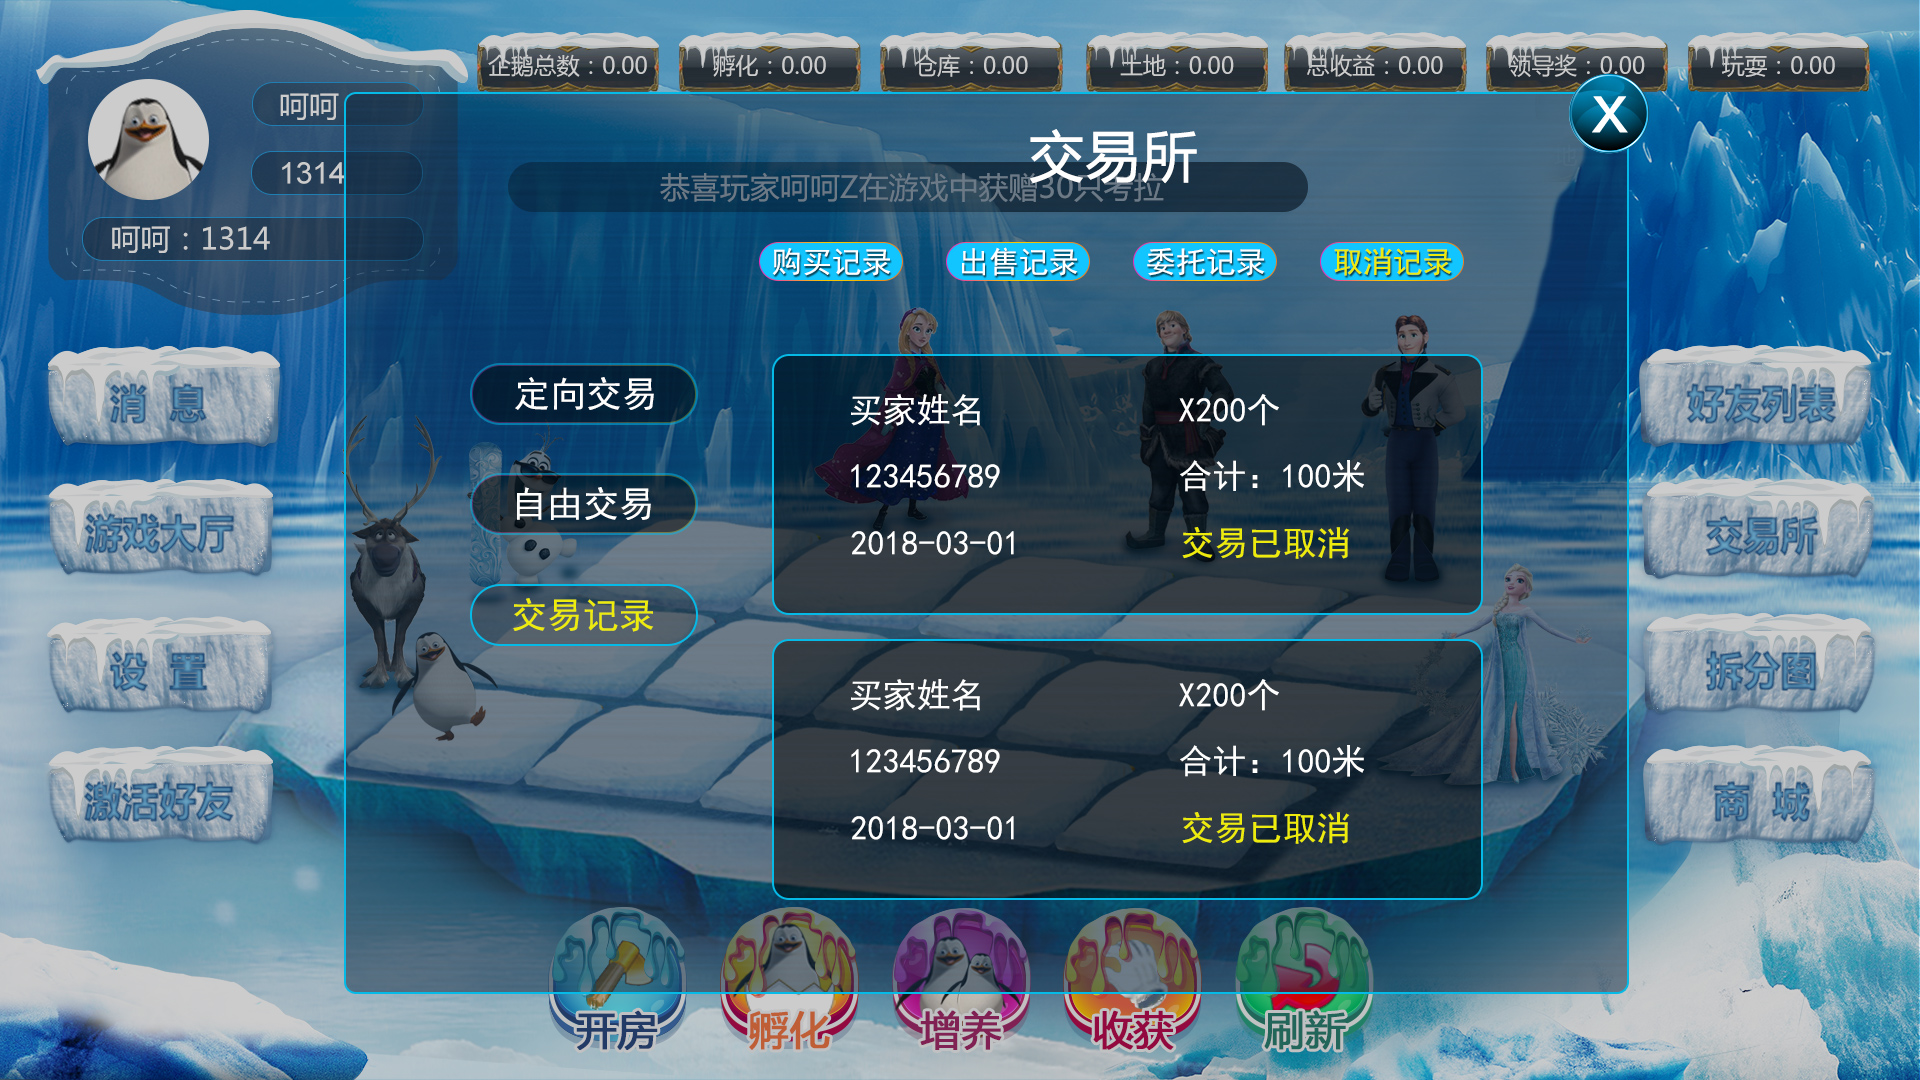 企鹅总数：0.00
孵化：0.00
仓库：0.00
土地：0.00
总收益：0.00
领导奖：0.00
玩耍：0.00
呵呵
1314
呵呵：1314
X
交易所
恭喜玩家呵呵Z在游戏中获赠30只考拉
购买记录
出售记录
委托记录
取消记录
消息
游戏大厅
设置
激活好友
定向交易
自由交易
交易记录
买家姓名
X200个
123456789
合计：100米
2018-03-01
交易已取消
买家姓名
X200个
123456789
合计：100米
2018-03-01
交易已取消
好友列表
交易所
拆分图
商城
开房
孵化
增养
收获
刷新